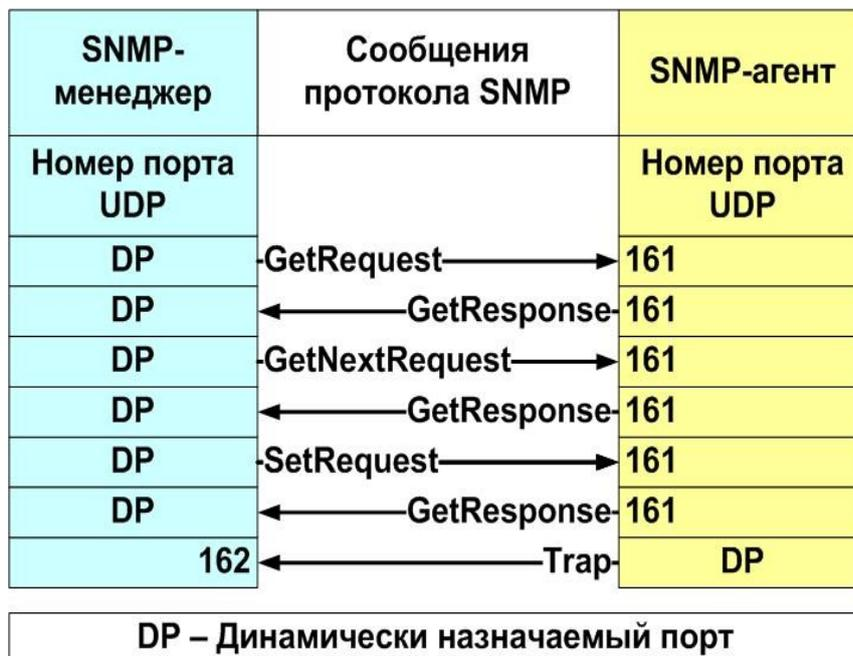 SNMP-
менеджер
Сообщения
протокола SNMP
SNMP-агент
Номер порта
UDP
Номер порта
UDP
DP GetRequest 161
DP GetResponse 161
DP GetNextRequest 161
DP GetResponse 161
DP SetRequest 161
DP GetResponse 161
162 Trap DP
DP – Динамически назначаемый порт